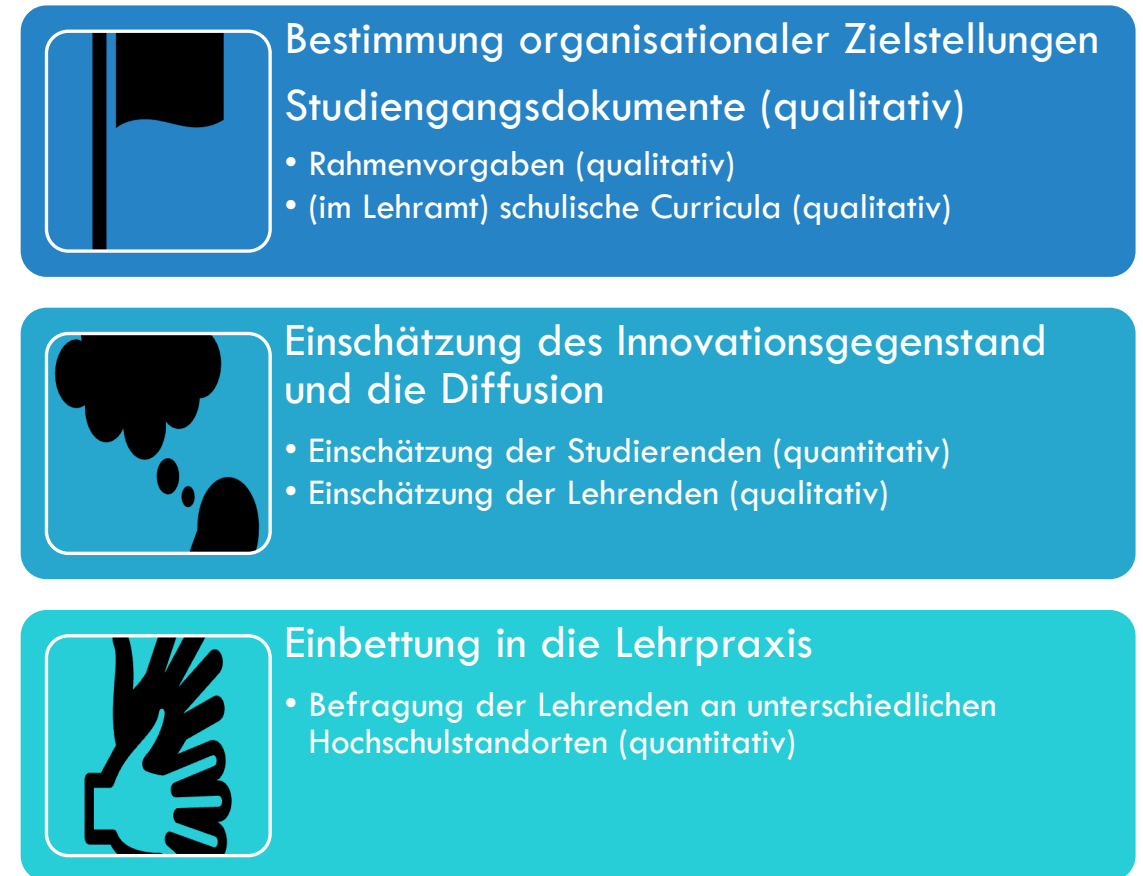 Bestimmung organisationaler Zielstellungen
Studiengangsdokumente (qualitativ)
• Rahmenvorgaben (qualitativ)
• (im Lehramt) schulische Curricula (qualitativ)
Einschätzung des Innovationsgegenstand
und die Diffusion
• Einschätzung der Studierenden (quantitativ)
• Einschätzung der Lehrenden (qualitativ)
Einbettung in die Lehrpraxis
• Befragung der Lehrenden an unterschiedlichen
Hochschulstandorten (quantitativ)